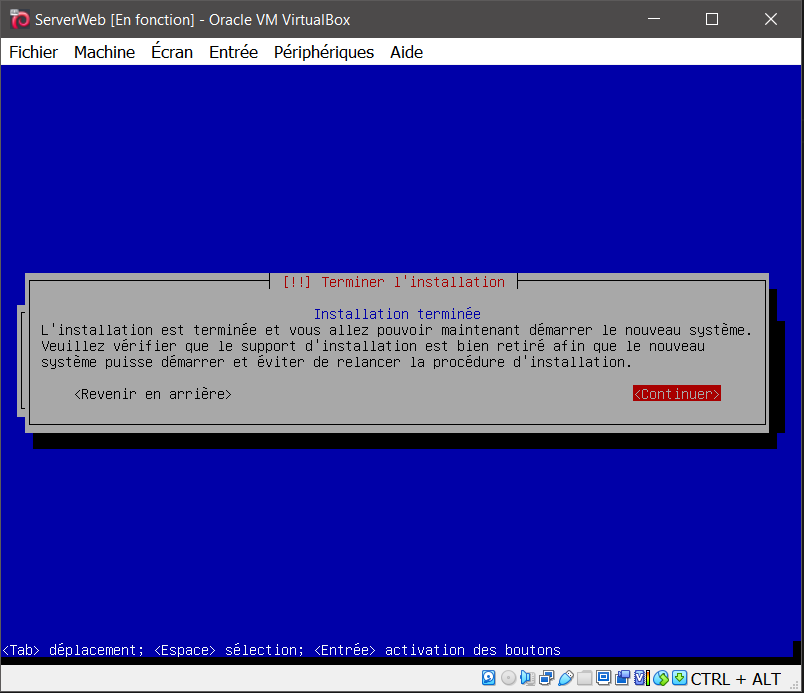 ServerWeb [En fonction] - Oracle VM VirtualBox
Fichier Machine Écran Entrée Périphériques Aide
[!!] Terminer l'installation
Installation terminée
L'installation est terminée et vous allez pouvoir maintenant démarrer le nouveau système.
Veuillez vérifier que le support d'installation est bien retiré afin que le nouveau
système puisse démarrer et éviter de relancer la procédure d'installation.
<Revenir en arrière> <Continuer>
<Tab> déplacement; <Espace> sélection; <Entrée> activation des boutons
CTRL + ALT